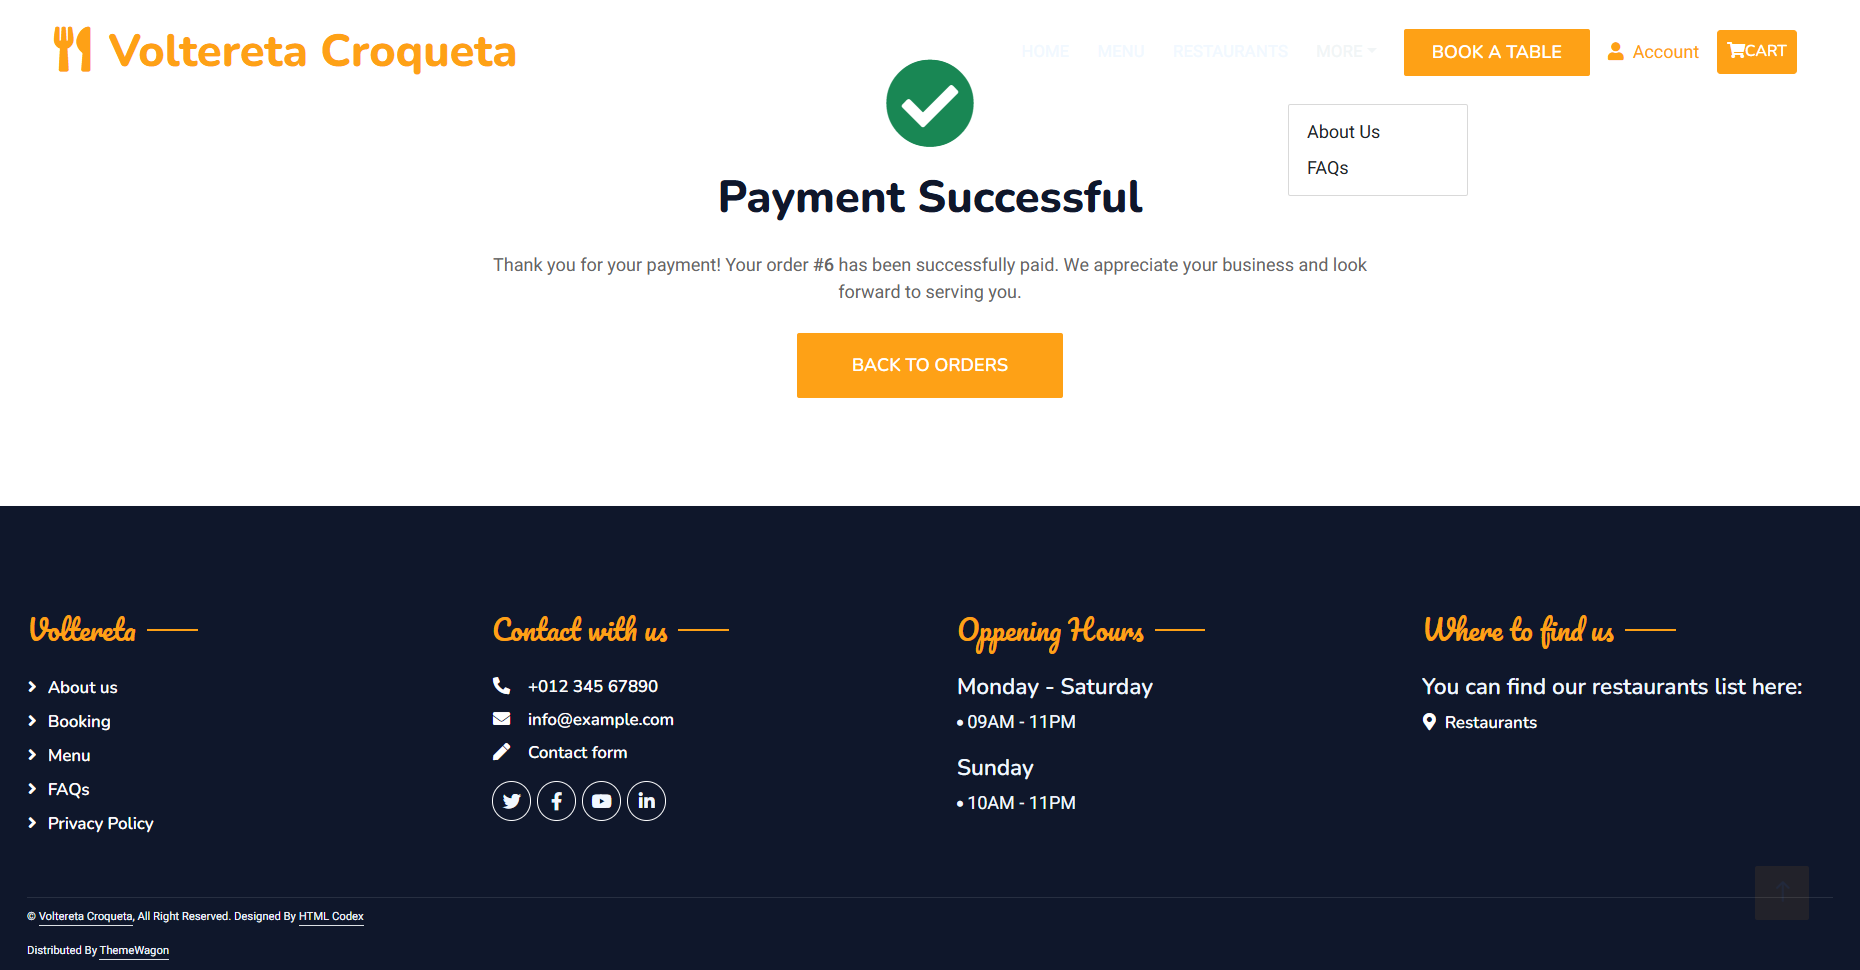 Voltereta Croqueta
HOME MENU RESTAURANTS MORE BOOK A TABLE Account CART
About Us
FAQs
Payment Successful
Thank you for your payment! Your order #6 has been successfully paid. We appreciate your business and look
forward to serving you.
BACK TO ORDERS
Voltereta
About us
Booking
Menu
FAQs
Privacy Policy
Contact with us
+012 345 67890
info@example.com
Contact form
Oppening Hours
Monday - Saturday
• 09AM - 11PM
Sunday
• 10AM - 11PM
Where to find us
You can find our restaurants list here:
Restaurants
© Voltereta Croqueta, All Right Reserved. Designed By HTML Codex
Distributed By ThemeWagon